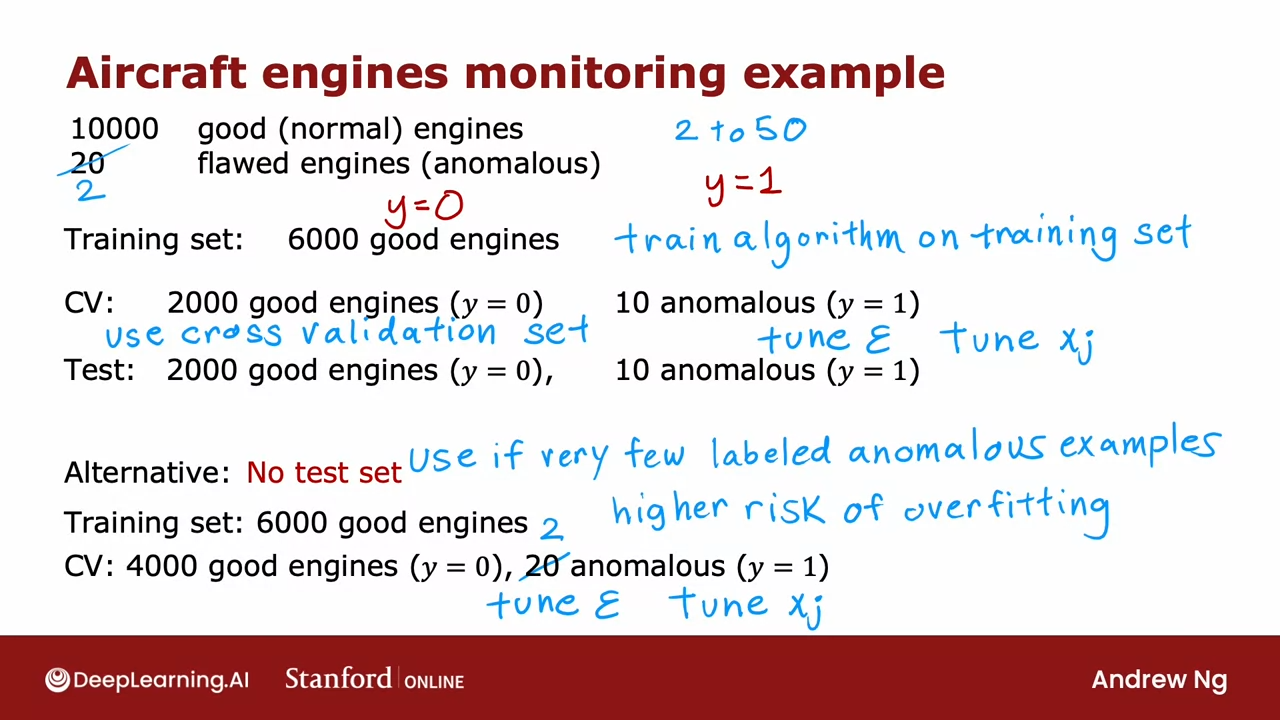 Aircraft engines monitoring example
10000 good (normal) engines 2 to 50
20 flawed engines (anomalous) y=1
2
y=0
Training set: 6000 good engines train algorithm on training set
CV: 2000 good engines (𝑦 = 0) 10 anomalous (𝑦 = 1)
use cross validation set tune ε tune xj
Test: 2000 good engines (𝑦 = 0), 10 anomalous (𝑦 = 1)
Alternative: No test set use if very few labeled anomalous examples
higher risk of overfitting
Training set: 6000 good engines 2
CV: 4000 good engines (𝑦 = 0), 20 anomalous (𝑦 = 1)
tune ε tune xj
DeepLearning.AI Stanford ONLINE Andrew Ng